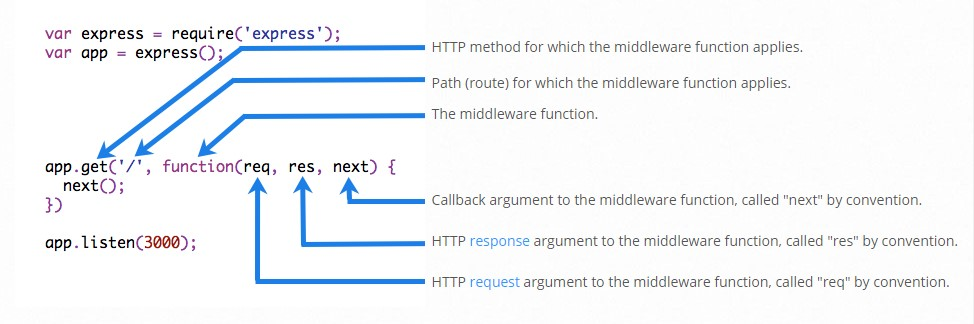 var express = require('express');
var app = express();
HTTP method for which the middleware function applies.
Path (route) for which the middleware function applies.
The middleware function.
app.get('/', function(req, res, next) {
next();
})
Callback argument to the middleware function, called "next" by convention.
app.listen(3000);
HTTP response argument to the middleware function, called "res" by convention.
HTTP request argument to the middleware function, called "req" by convention.